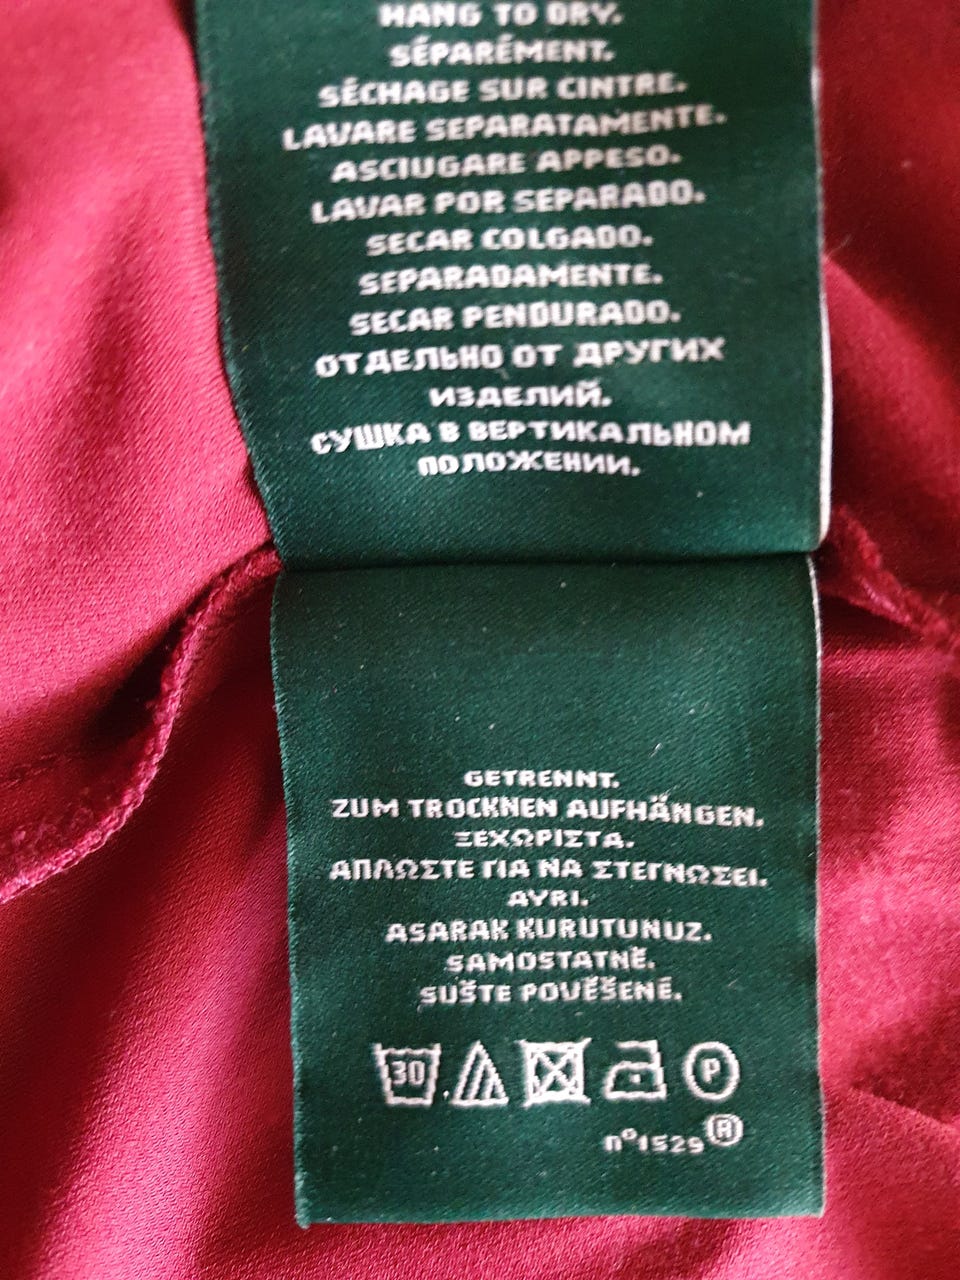 HANG TO DRY.
SÉPARÉMENT.
SÉCHAGE SUR CINTRE.
LAVARE SEPARATAMENTE.
ASCIUGARE APPESO.
LAVAR POR SEPARADO.
SECAR COLGADO.
SEPARADAMENTE.
SECAR PENDURADO.
ОТДЕЛЬНО ОТ ДРУГИХ
ИЗДЕЛИЙ.
СУШКА В ВЕРТИКАЛЬНОМ
ПОЛОЖЕНИИ.
GETRENNT.
ZUM TROCKNEN AUFHÄNGEN.
ΞΕΧΩΡΙΣΤΑ.
ΑΠΛΩΣΤΕ ΓΙΑ ΝΑ ΣΤΕΓΝΩΣΕΙ.
AYRI.
ASARAK KURUTUNUZ.
SAMOSTATNĚ.
SUŠTE POVĚŠENÉ.
30 P
nº1529 ®